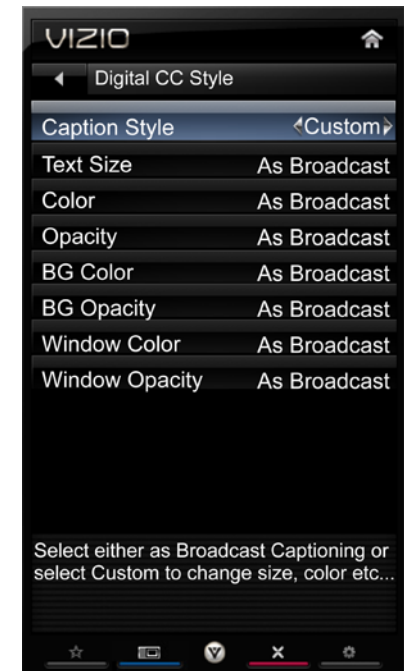 VIZIO
Digital CC Style
Caption Style Custom
Text Size As Broadcast
Color As Broadcast
Opacity As Broadcast
BG Color As Broadcast
BG Opacity As Broadcast
Window Color As Broadcast
Window Opacity As Broadcast
Select either as Broadcast Captioning or
select Custom to change size, color etc...
V